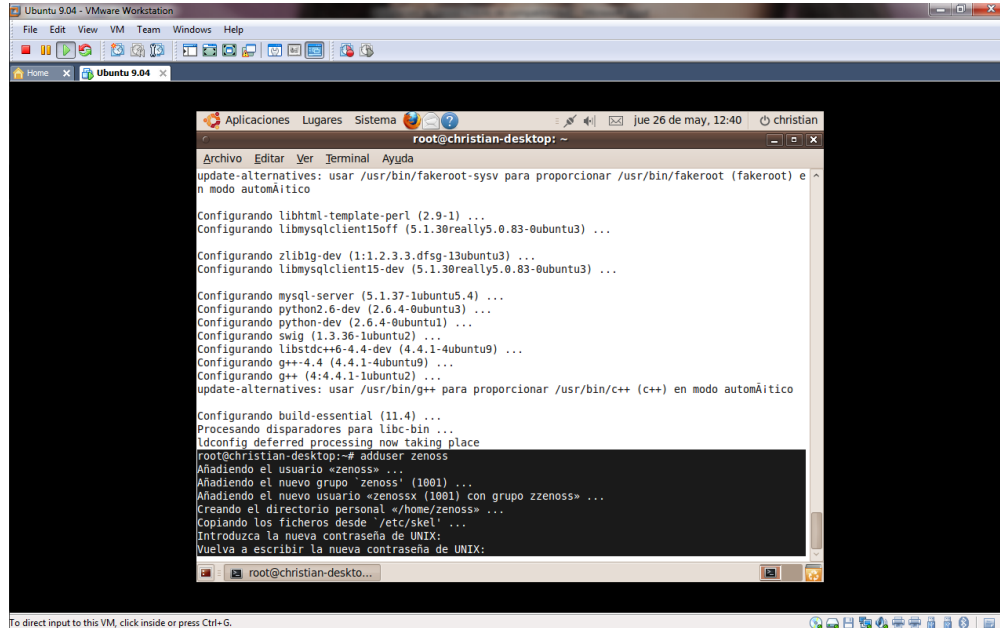 Ubuntu 9.04 - VMware Workstation
File Edit View VM Team Windows Help
Home Ubuntu 9.04
Aplicaciones Lugares Sistema jue 26 de may, 12:40 christian
root@christian-desktop: ~
Archivo Editar Ver Terminal Ayuda
update-alternatives: usar /usr/bin/fakeroot-sysv para proporcionar /usr/bin/fakeroot (fakeroot) e
n modo automÃ¡tico
Configurando libhtml-template-perl (2.9-1) ...
Configurando libmysqlclient15off (5.1.30really5.0.83-0ubuntu3) ...
Configurando zlib1g-dev (1:1.2.3.3.dfsg-13ubuntu3) ...
Configurando libmysqlclient15-dev (5.1.30really5.0.83-0ubuntu3) ...
Configurando mysql-server (5.1.37-1ubuntu5.4) ...
Configurando python2.6-dev (2.6.4-0ubuntu3) ...
Configurando python-dev (2.6.4-0ubuntu1) ...
Configurando swig (1.3.36-1ubuntu2) ...
Configurando libstdc++6-4.4-dev (4.4.1-4ubuntu9) ...
Configurando g++-4.4 (4.4.1-4ubuntu9) ...
Configurando g++ (4:4.4.1-1ubuntu2) ...
update-alternatives: usar /usr/bin/g++ para proporcionar /usr/bin/c++ (c++) en modo automÃ¡tico
Configurando build-essential (11.4) ...
Procesando disparadores para libc-bin ...
ldconfig deferred processing now taking place
root@christian-desktop:~# adduser zenoss
Añadiendo el usuario «zenoss» ...
Añadiendo el nuevo grupo `zenoss' (1001) ...
Añadiendo el nuevo usuario «zenossx (1001) con grupo zzenoss» ...
Creando el directorio personal «/home/zenoss» ...
Copiando los ficheros desde `/etc/skel' ...
Introduzca la nueva contraseña de UNIX:
Vuelva a escribir la nueva contraseña de UNIX:
root@christian-deskto...
To direct input to this VM, click inside or press Ctrl+G.